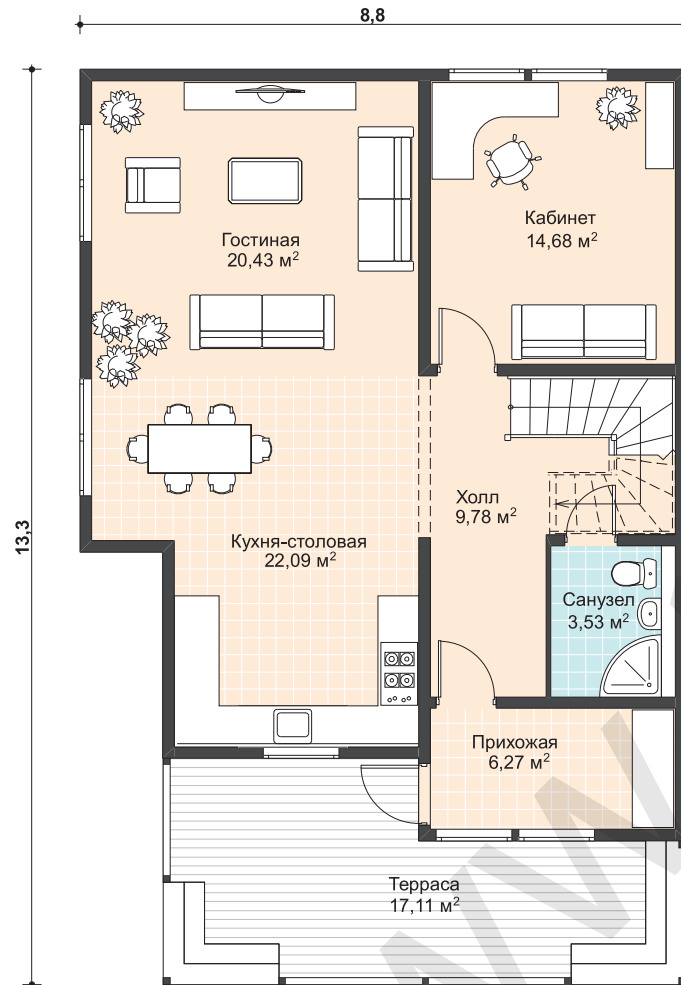 8,8
13,3
Гостиная
20,43 м²
Кабинет
14,68 м²
Холл
9,78 м²
Кухня-столовая
22,09 м²
Санузел
3,53 м²
Прихожая
6,27 м²
Терраса
17,11 м²